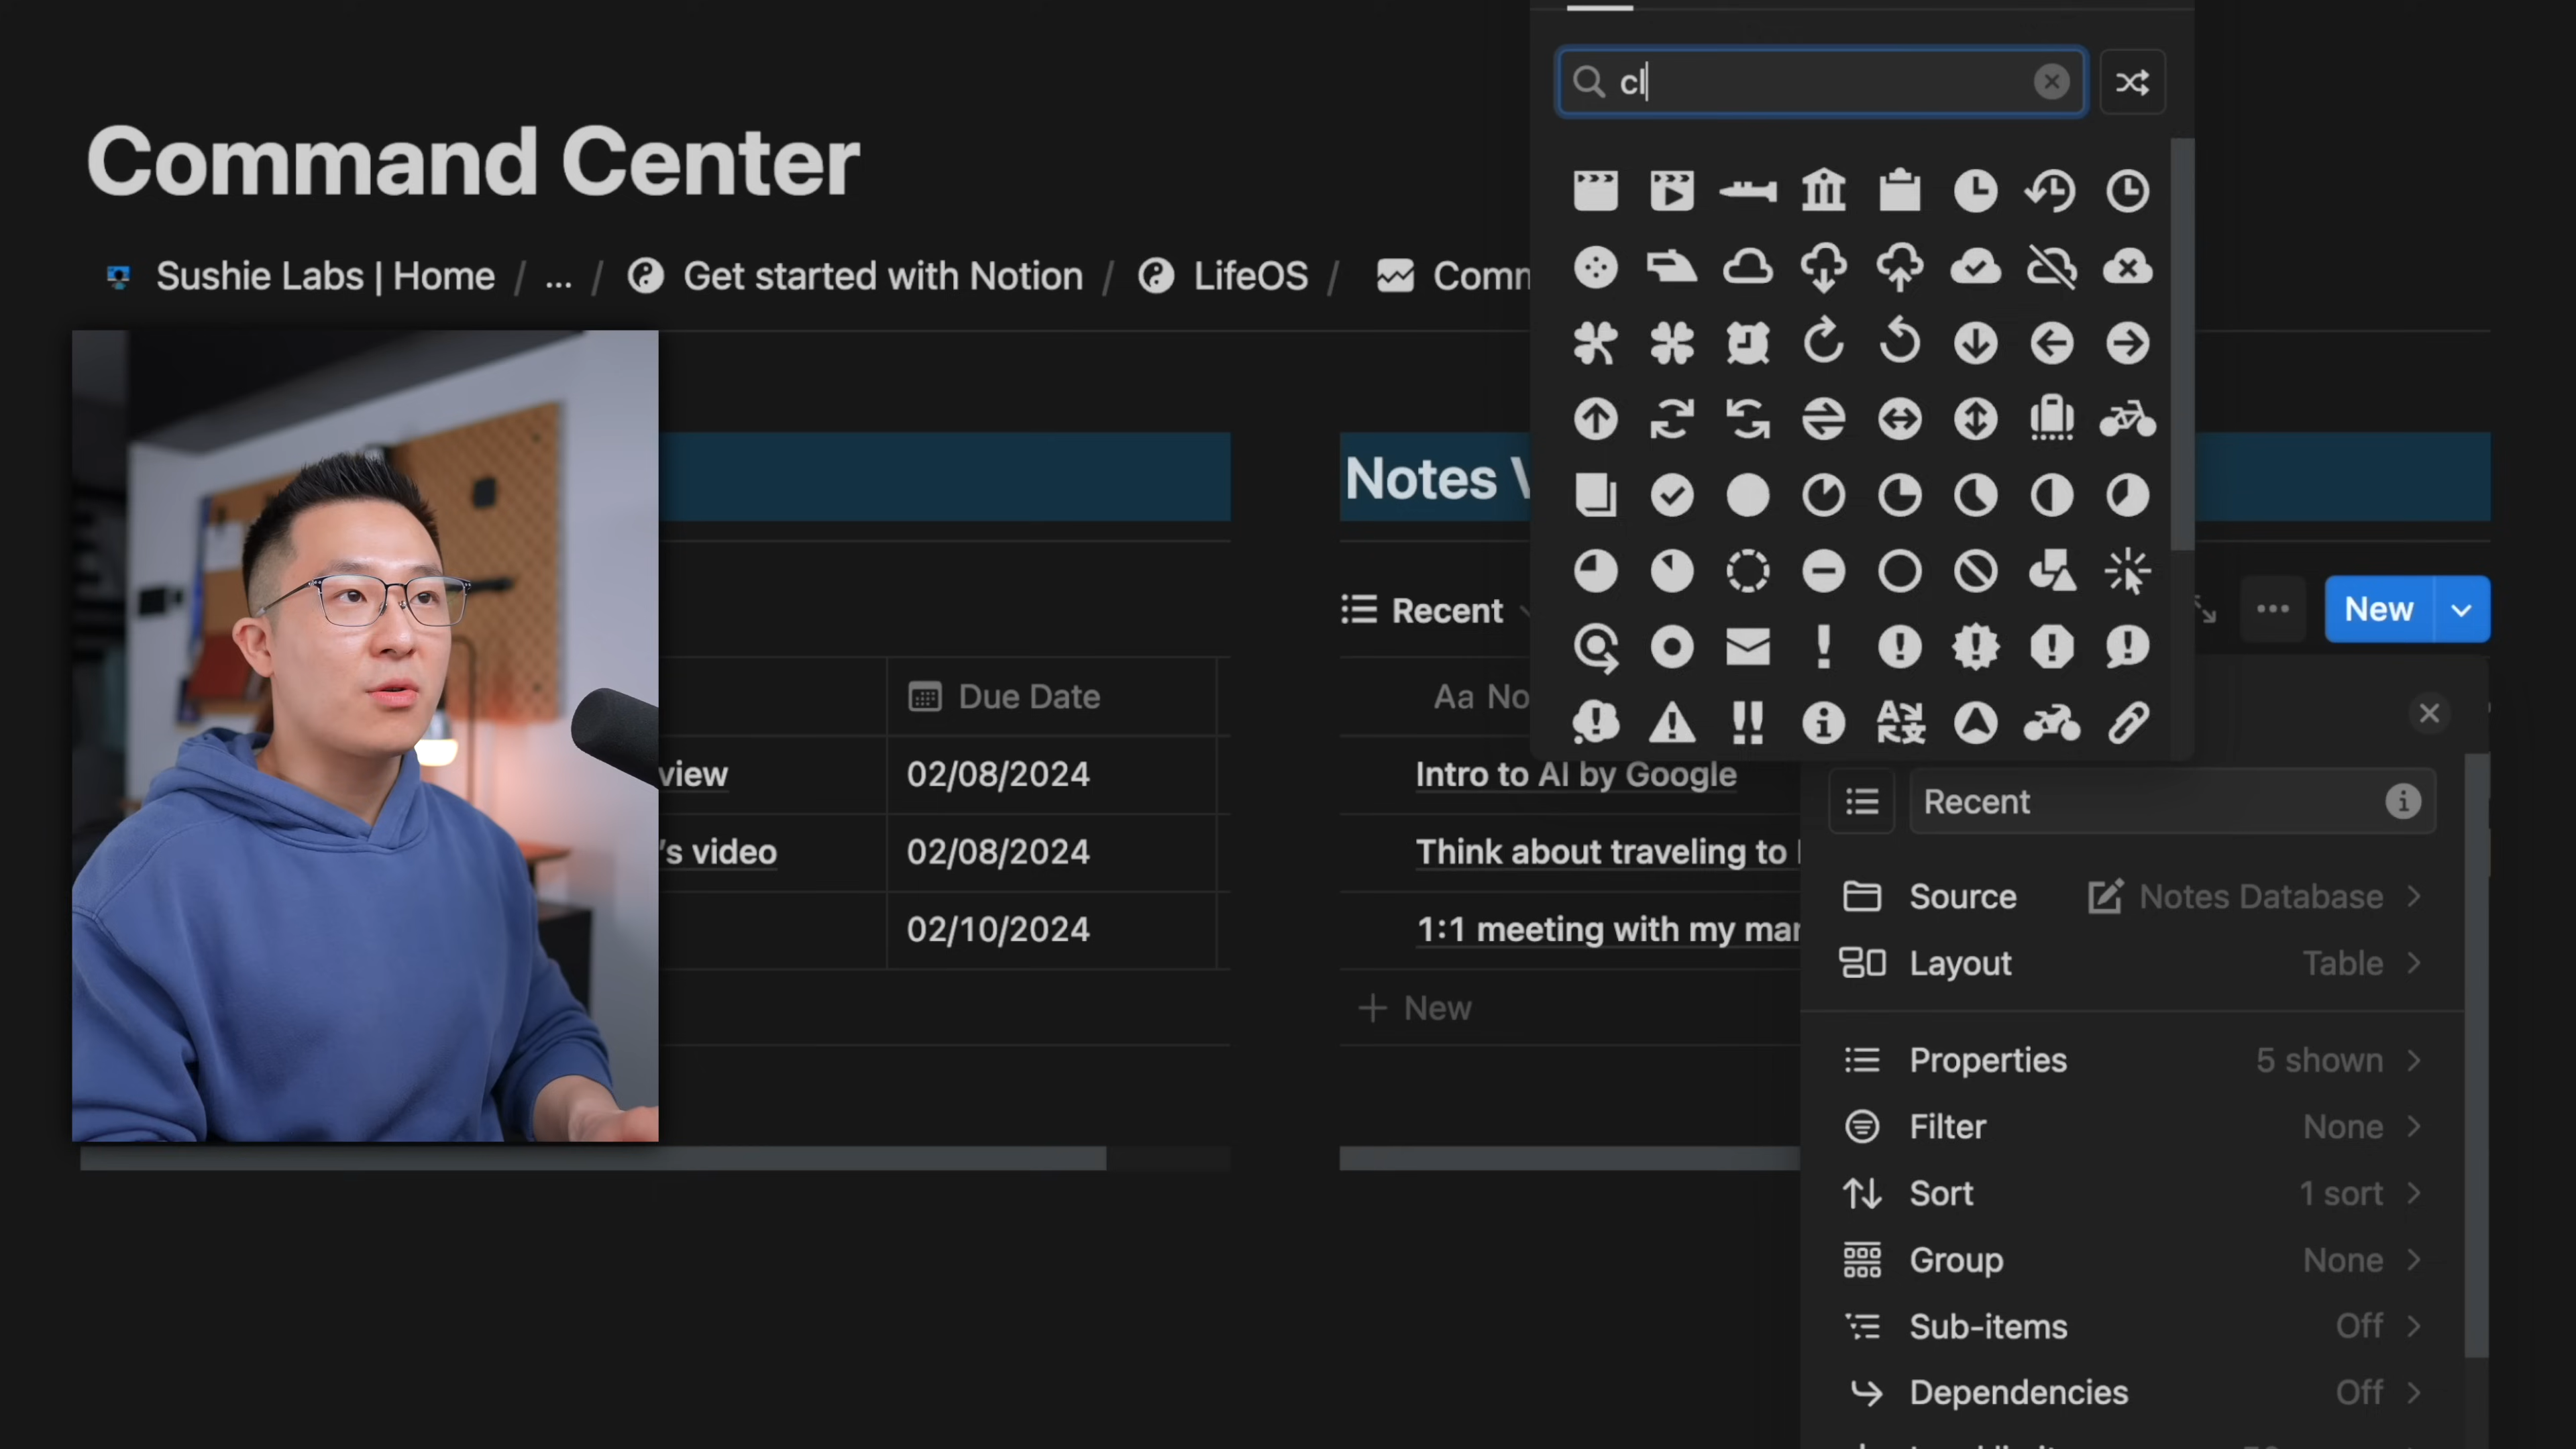 cl
Command Center
Sushie Labs | Home / ... / Get started with Notion / LifeOS / Comm
Notes
Recent
New
Due Date
Aa No
view
02/08/2024
Intro to AI by Google
Recent
's video
02/08/2024
Think about traveling to
Source Notes Database
02/10/2024
1:1 meeting with my mar
Layout Table
+ New
Properties 5 shown
Filter None
Sort 1 sort
Group None
Sub-items Off
Dependencies Off